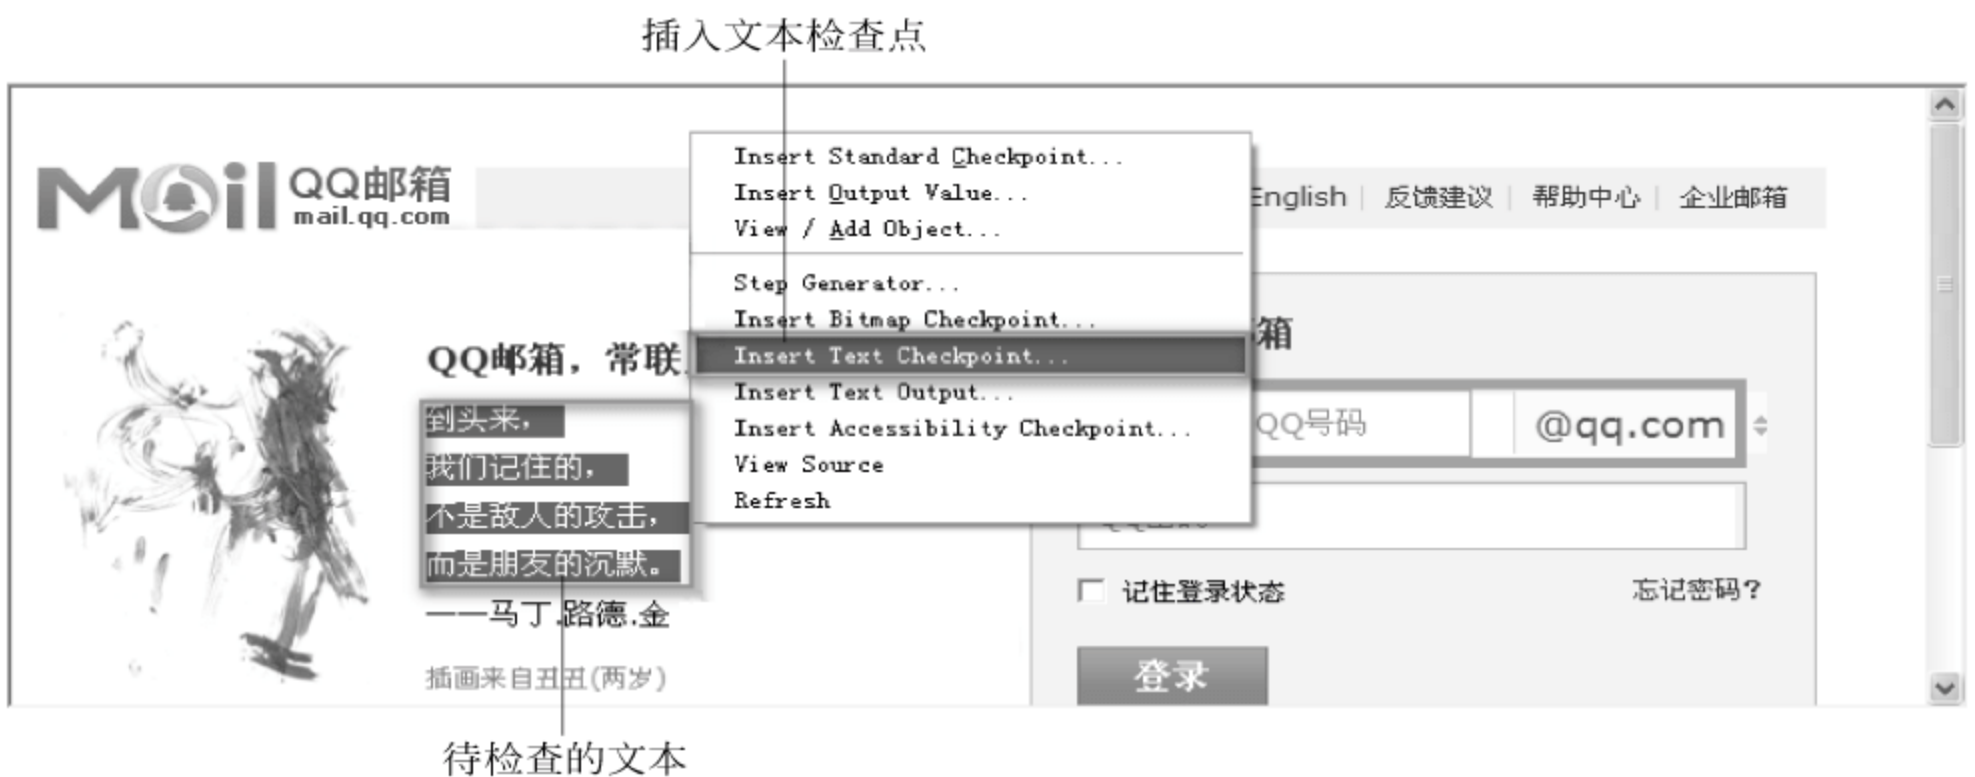 插入文本检查点
Mail QQ邮箱
mail.qq.com
English | 反馈建议 | 帮助中心 | 企业邮箱
Insert Standard Checkpoint...
Insert Output Value...
View / Add Object...
Step Generator...
Insert Bitmap Checkpoint...
Insert Text Checkpoint...
Insert Text Output...
Insert Accessibility Checkpoint...
View Source
Refresh
QQ邮箱，常联
到头来，
我们记住的，
不是敌人的攻击，
而是朋友的沉默。
——马丁.路德.金
插画来自丑丑(两岁)
邮箱
QQ号码
@qq.com
记住登录状态
忘记密码?
登录
待检查的文本